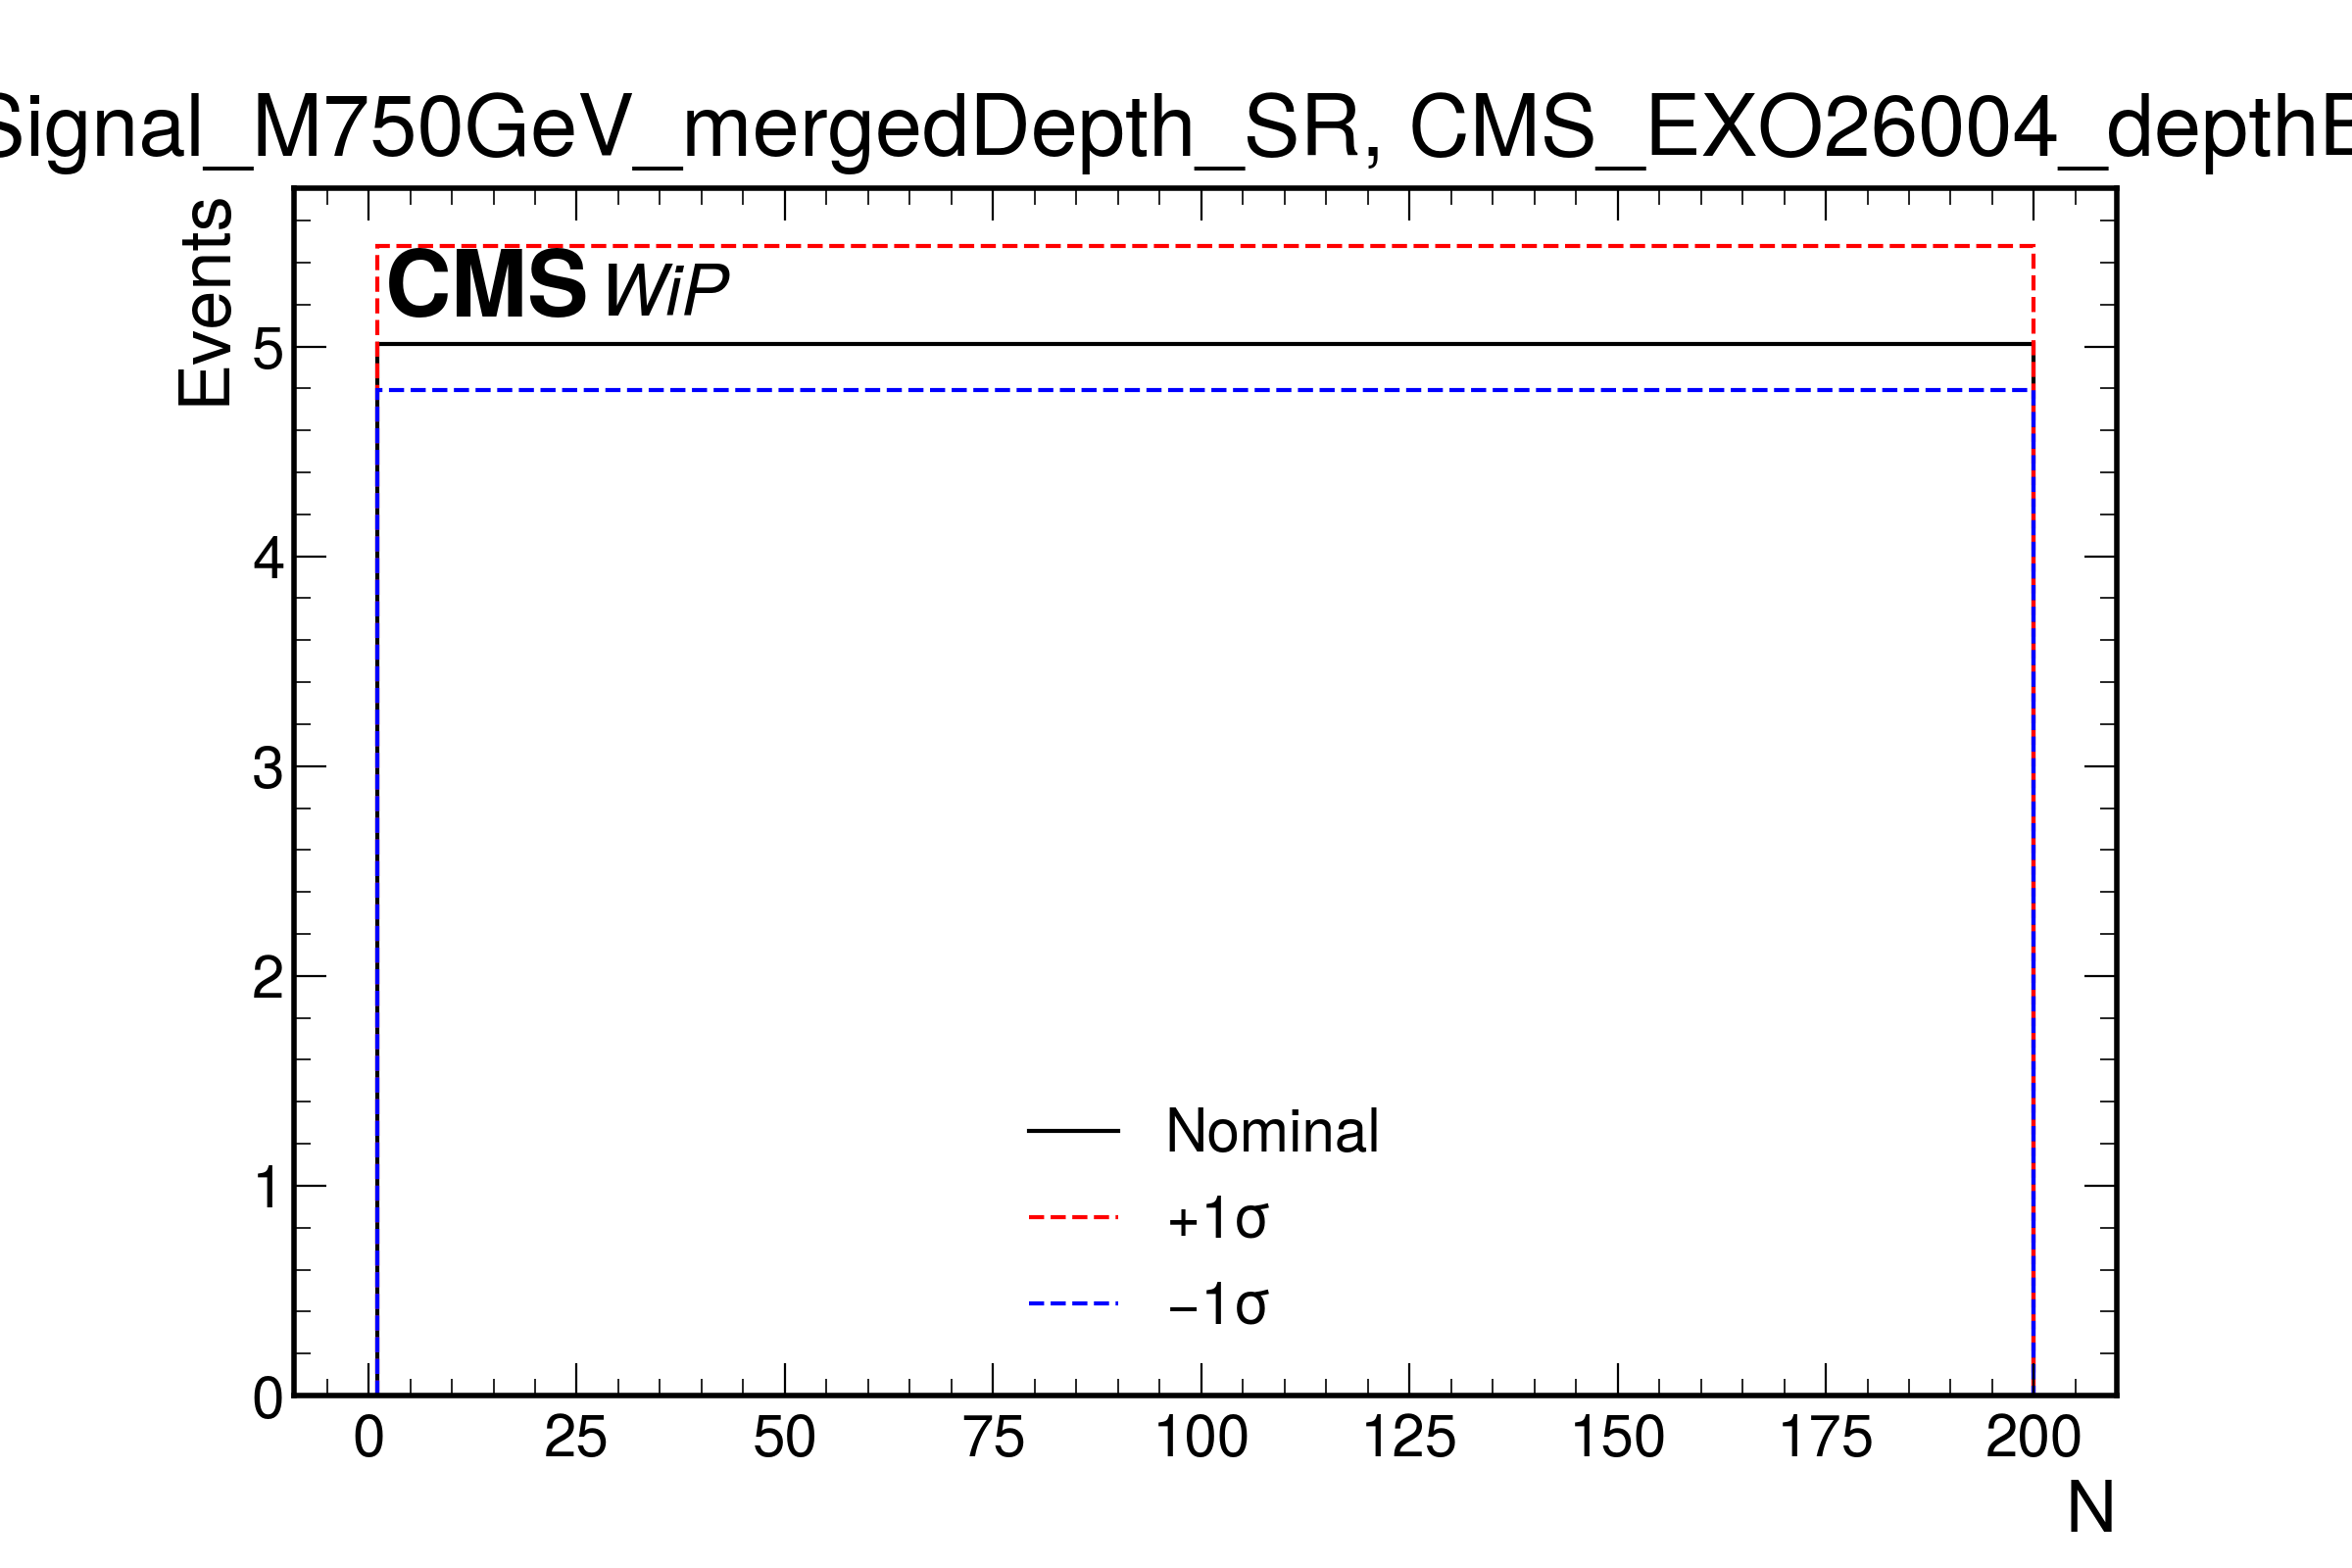 Signal_M750GeV_mergedDepth_SR, CMS_EXO26004_depthE
Events
CMS WiP
5
4
3
2
1
0
Nominal
+1σ
−1σ
0 25 50 75 100 125 150 175 200
N